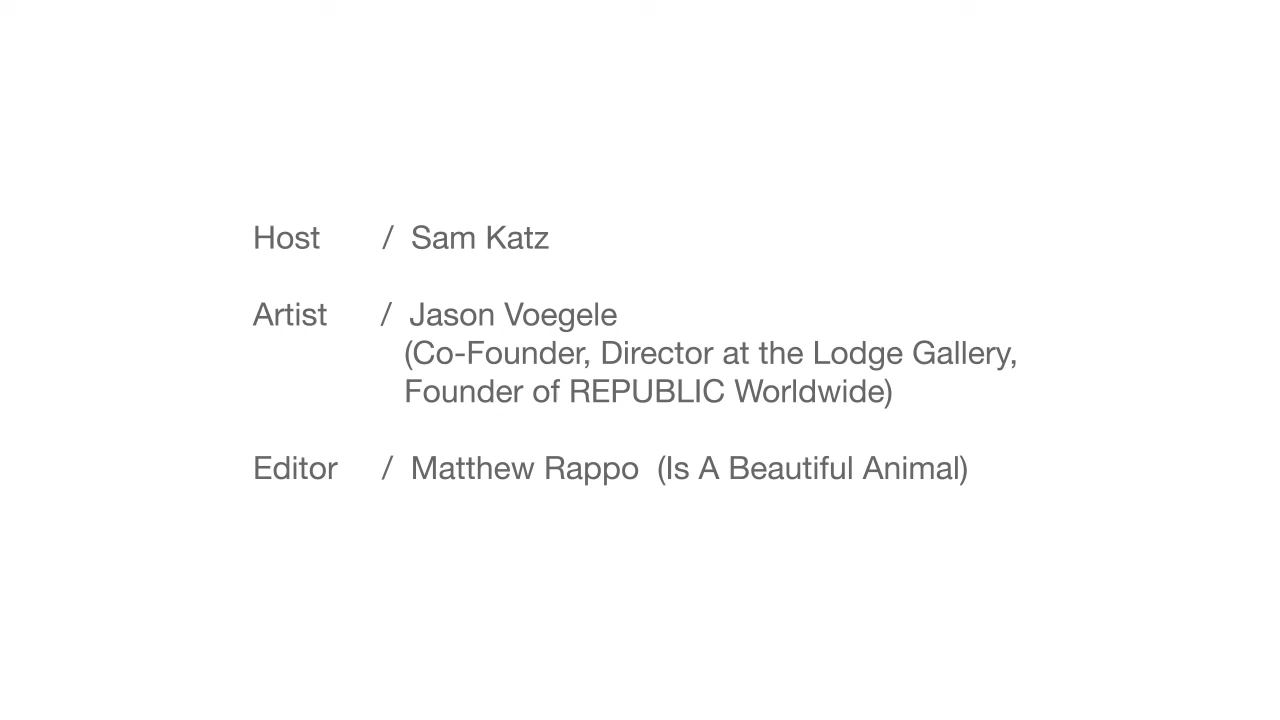 Host / Sam Katz
Artist / Jason Voegele
(Co-Founder, Director at the Lodge Gallery,
Founder of REPUBLIC Worldwide)
Editor / Matthew Rappo (Is A Beautiful Animal)